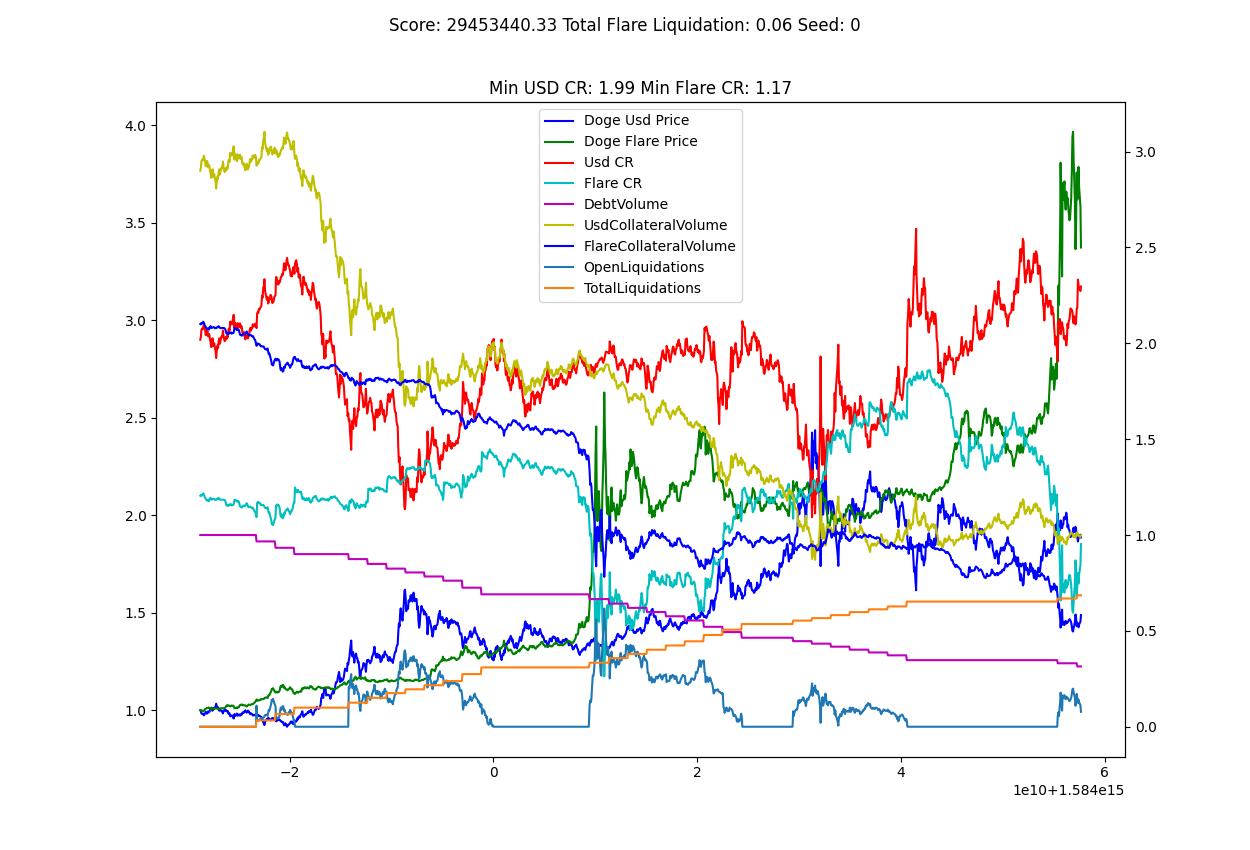 Score: 29453440.33 Total Flare Liquidation: 0.06 Seed: 0
Min USD CR: 1.99 Min Flare CR: 1.17
Doge Usd Price
Doge Flare Price
Usd CR
Flare CR
DebtVolume
UsdCollateralVolume
FlareCollateralVolume
OpenLiquidations
TotalLiquidations
4.0
3.5
3.0
2.5
2.0
1.5
1.0
3.0
2.5
2.0
1.5
1.0
0.5
0.0
−2 0 2 4 6
1e10+1.584e15